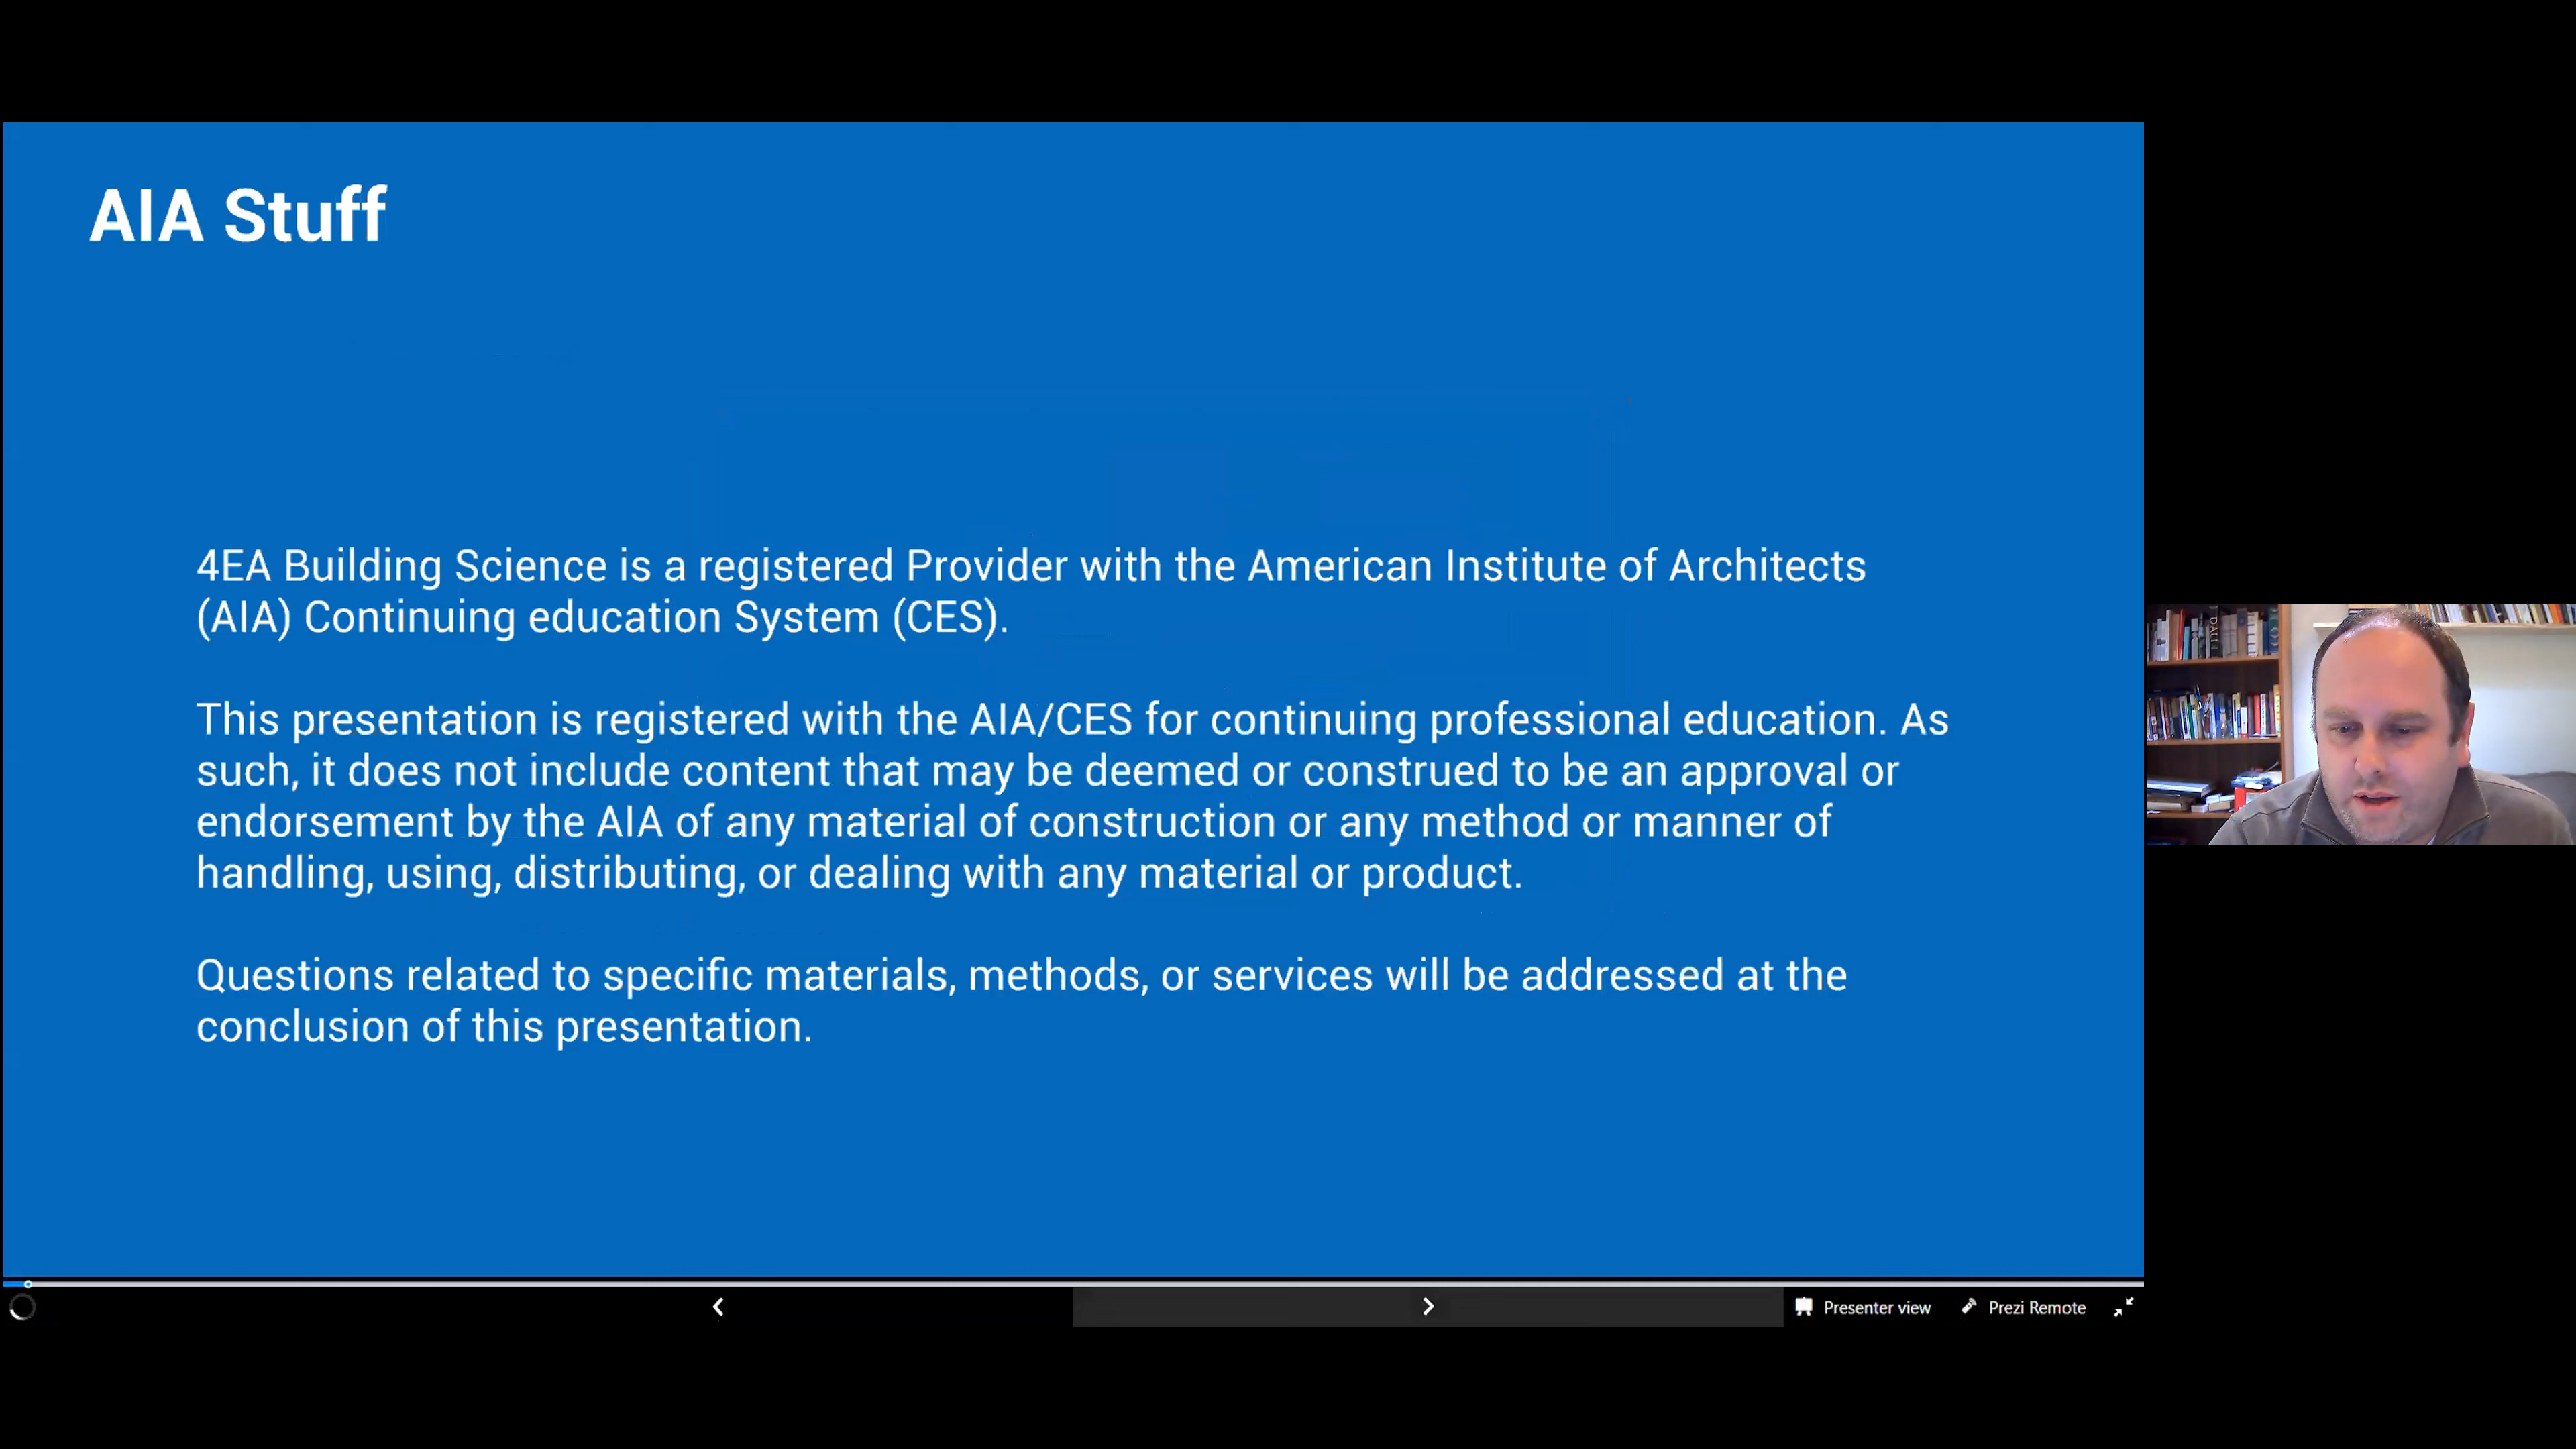 AIA Stuff
4EA Building Science is a registered Provider with the American Institute of Architects
(AIA) Continuing education System (CES).
This presentation is registered with the AIA/CES for continuing professional education. As
such, it does not include content that may be deemed or construed to be an approval or
endorsement by the AIA of any material of construction or any method or manner of
handling, using, distributing, or dealing with any material or product.
Questions related to specific materials, methods, or services will be addressed at the
conclusion of this presentation.
DALI
Presenter view
Prezi Remote